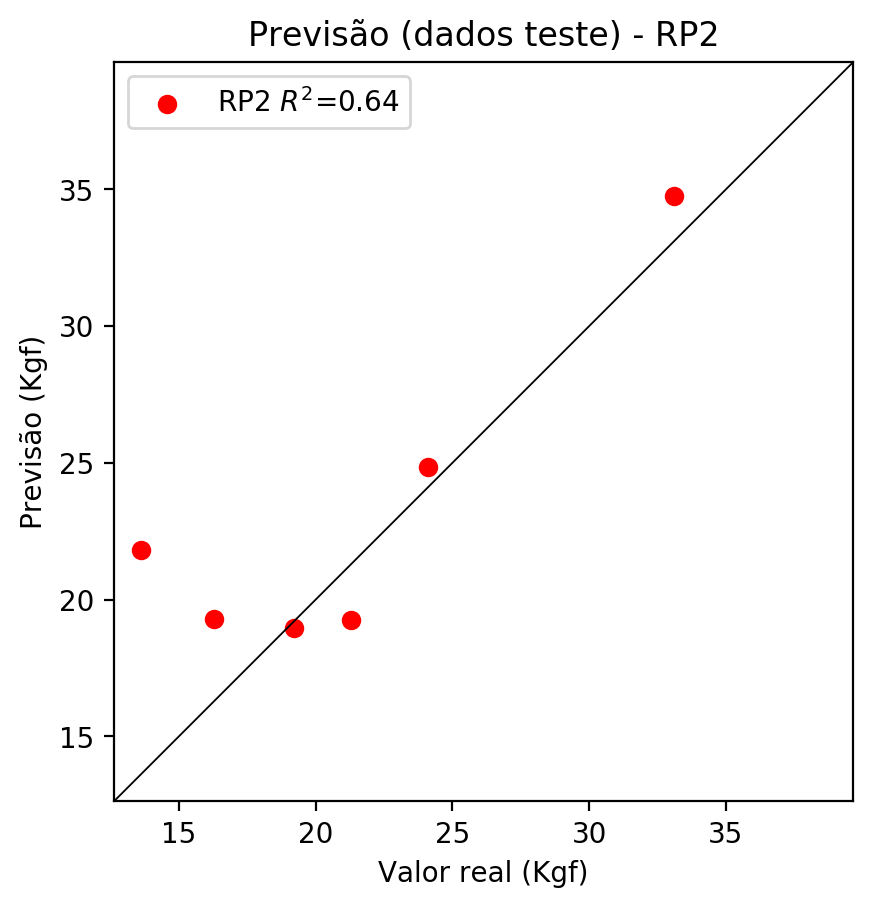 Previsão (dados teste) - RP2
RP2 R²=0.64
Previsão (Kgf)
35
30
25
20
15
15 20 25 30 35
Valor real (Kgf)